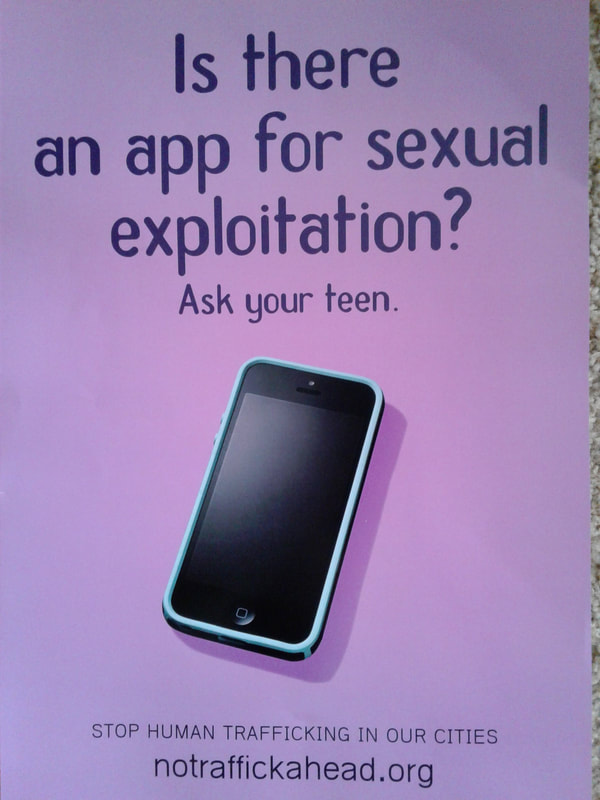 Is there
an app for sexual
exploitation?
Ask your teen.
STOP HUMAN TRAFFICKING IN OUR CITIES
notraffickahead.org